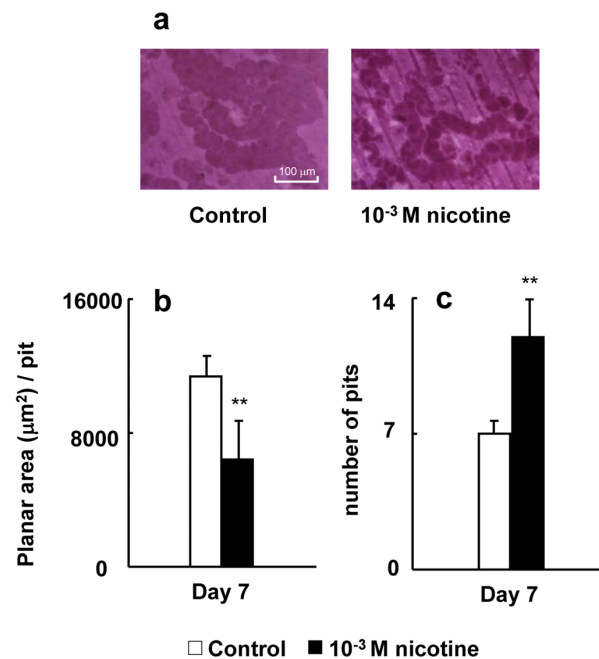 a
100 μm
Control
10⁻³ M nicotine
b
16000
8000
0
Planar area (μm²) / pit
**
Day 7
c
14
7
0
number of pits
**
Day 7
Control
10⁻³ M nicotine